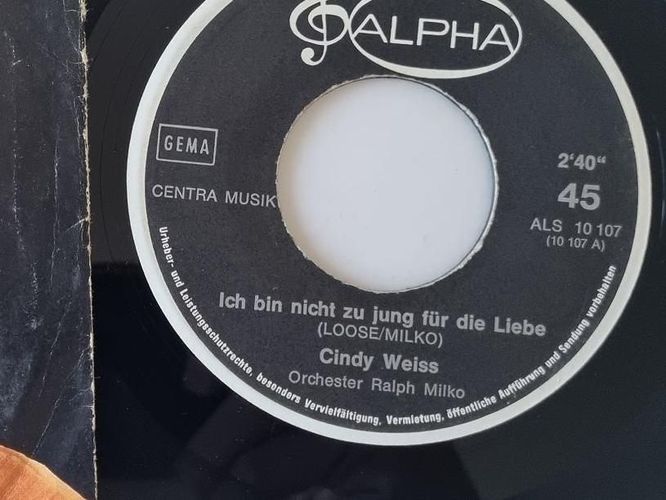 ALPHA
GEMA
CENTRA MUSIK
2'40"
45
ALS 10 107
(10 107 A)
Ich bin nicht zu jung für die Liebe
(LOOSE/MILKO)
Cindy Weiss
Orchester Ralph Milko
Urheber- und Leistungsschutzrechte, besonders Vervielfältigung, Vermietung, öffentliche Aufführung und Sendung vorbehalten